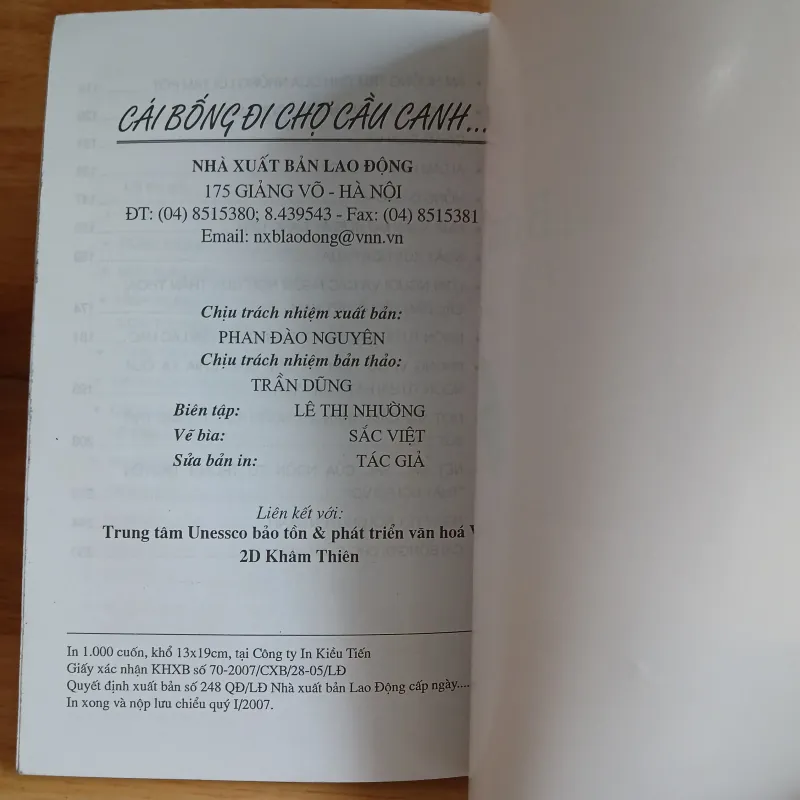 CÁI BỐNG ĐI CHỢ CẦU CANH...
NHÀ XUẤT BẢN LAO ĐỘNG
175 GIẢNG VÕ - HÀ NỘI
ĐT: (04) 8515380; 8.439543 - Fax: (04) 8515381
Email: nxblaodong@vnn.vn
Chịu trách nhiệm xuất bản:
PHAN ĐÀO NGUYÊN
Chịu trách nhiệm bản thảo:
TRẦN DŨNG
Biên tập: LÊ THỊ NHƯỜNG
Vẽ bìa: SẮC VIỆT
Sửa bản in: TÁC GIẢ
Liên kết với:
Trung tâm Unessco bảo tồn & phát triển văn hoá
2D Khâm Thiên
In 1.000 cuốn, khổ 13x19cm, tại Công ty In Kiều Tiến
Giấy xác nhận KHXB số 70-2007/CXB/28-05/LĐ
Quyết định xuất bản số 248 QĐ/LĐ Nhà xuất bản Lao Động cấp ngày....
In xong và nộp lưu chiểu quý I/2007.